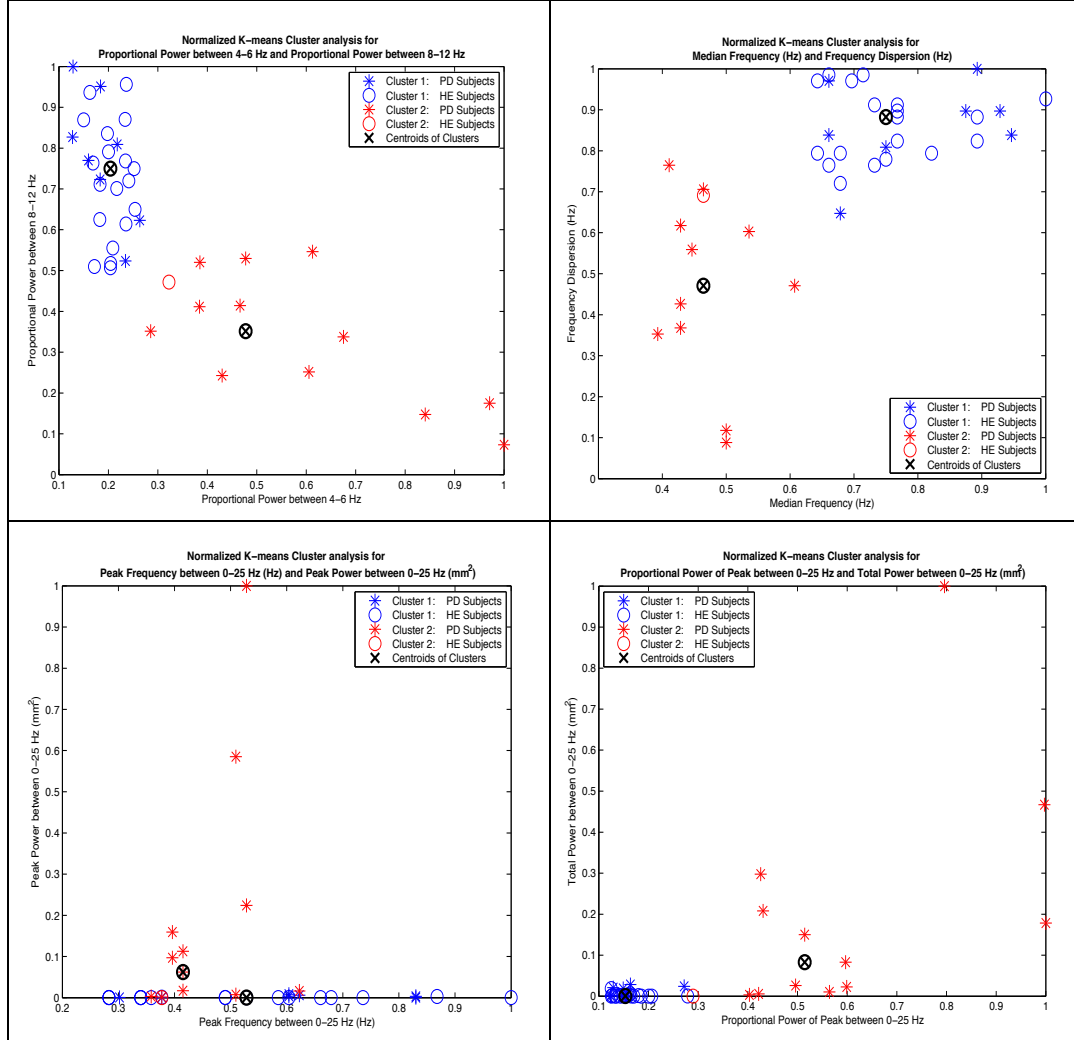 Normalized K−means Cluster analysis for
Proportional Power between 4−6 Hz and Proportional Power between 8−12 Hz
Cluster 1: PD Subjects
Cluster 1: HE Subjects
Cluster 2: PD Subjects
Cluster 2: HE Subjects
Centroids of Clusters
Proportional Power between 8−12 Hz
1
0.9
0.8
0.7
0.6
0.5
0.4
0.3
0.2
0.1
0
0.1 0.2 0.3 0.4 0.5 0.6 0.7 0.8 0.9 1
Proportional Power between 4−6 Hz
Normalized K−means Cluster analysis for
Median Frequency (Hz) and Frequency Dispersion (Hz)
Frequency Dispersion (Hz)
1
0.9
0.8
0.7
0.6
0.5
0.4
0.3
0.2
0.1
0
Cluster 1: PD Subjects
Cluster 1: HE Subjects
Cluster 2: PD Subjects
Cluster 2: HE Subjects
Centroids of Clusters
0.4 0.5 0.6 0.7 0.8 0.9 1
Median Frequency (Hz)
Normalized K−means Cluster analysis for
Peak Frequency between 0−25 Hz (Hz) and Peak Power between 0−25 Hz (mm²)
Cluster 1: PD Subjects
Cluster 1: HE Subjects
Cluster 2: PD Subjects
Cluster 2: HE Subjects
Centroids of Clusters
Peak Power between 0−25 Hz (mm²)
1
0.9
0.8
0.7
0.6
0.5
0.4
0.3
0.2
0.1
0
0.2 0.3 0.4 0.5 0.6 0.7 0.8 0.9 1
Peak Frequency between 0−25 Hz (Hz)
Normalized K−means Cluster analysis for
Proportional Power of Peak between 0−25 Hz and Total Power between 0−25 Hz (mm²)
Cluster 1: PD Subjects
Cluster 1: HE Subjects
Cluster 2: PD Subjects
Cluster 2: HE Subjects
Centroids of Clusters
Total Power between 0−25 Hz (mm²)
1
0.9
0.8
0.7
0.6
0.5
0.4
0.3
0.2
0.1
0
0.1 0.2 0.3 0.4 0.5 0.6 0.7 0.8 0.9 1
Proportional Power of Peak between 0−25 Hz